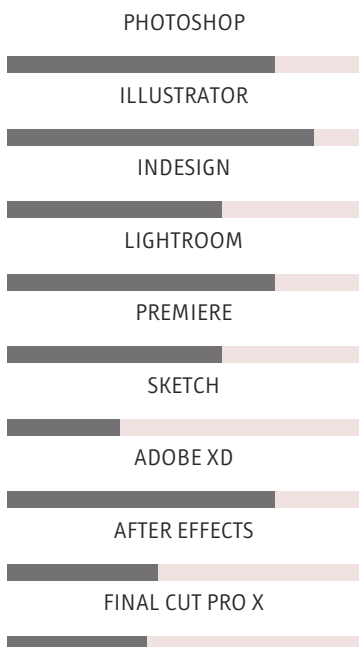 PHOTOSHOP
ILLUSTRATOR
INDESIGN
LIGHTROOM
PREMIERE
SKETCH
ADOBE XD
AFTER EFFECTS
FINAL CUT PRO X